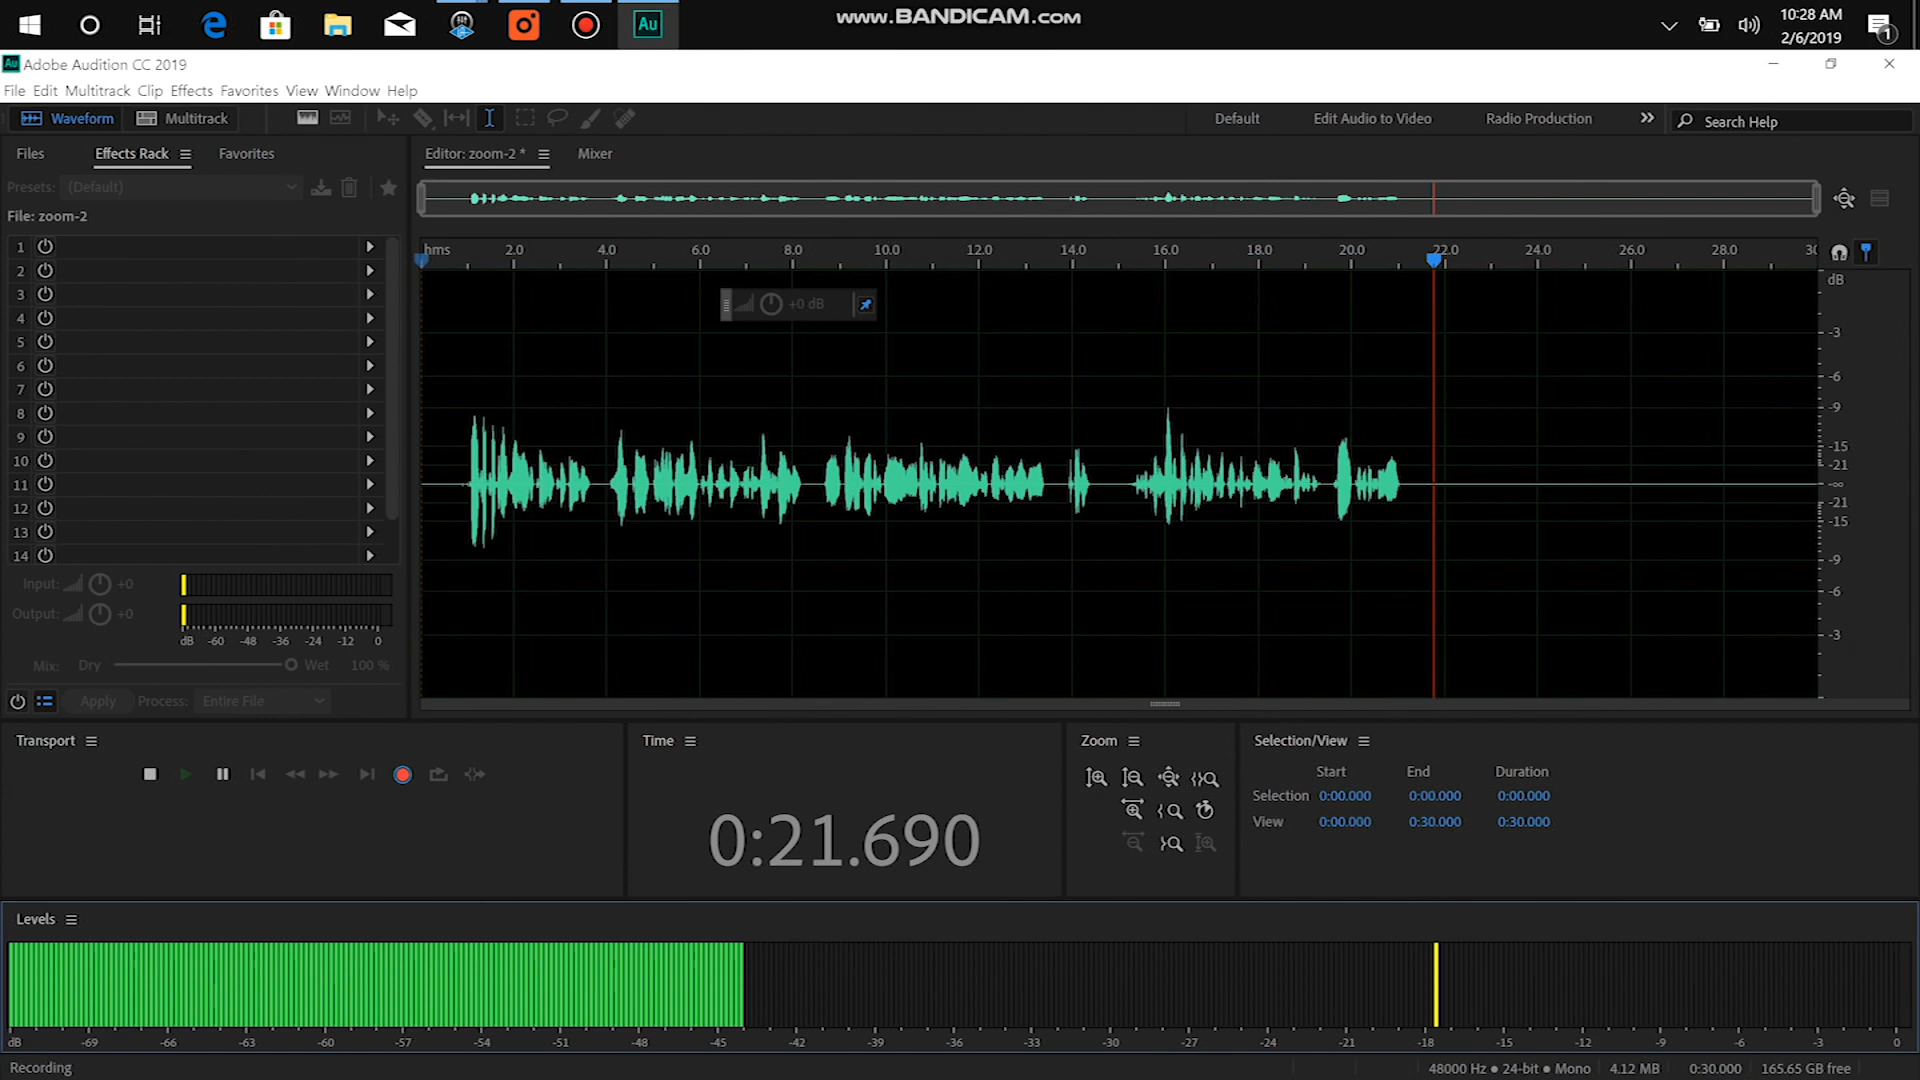 www.BANDICAM.com
10:28 AM
2/6/2019
1
Au
Au Adobe Audition CC 2019
File Edit Multitrack Clip Effects Favorites View Window Help
Waveform Multitrack
Default Edit Audio to Video Radio Production Search Help
Files Effects Rack Favorites
Editor: zoom-2 * Mixer
Presets: (Default)
File: zoom-2
1
2
3
4
5
6
7
8
9
10
11
12
13
14
hms 2.0 4.0 6.0 8.0 10.0 12.0 14.0 16.0 18.0 20.0 22.0 24.0 26.0 28.0 30
+0 dB
dB
-3
-6
-9
-15
-21
-∞
-21
-15
-9
-6
-3
Input: +0
Output: +0
dB -60 -48 -36 -24 -12 0
Mix: Dry Wet 100 %
Apply Process: Entire File
Transport
Time
0:21.690
Zoom
Selection/View
Start End Duration
Selection 0:00.000 0:00.000 0:00.000
View 0:00.000 0:30.000 0:30.000
Levels
dB -69 -66 -63 -60 -57 -54 -51 -48 -45 -42 -39 -36 -33 -30 -27 -24 -21 -18 -15 -12 -9 -6 -3 0
Recording
48000 Hz ● 24-bit ● Mono 4.12 MB 0:30.000 165.65 GB free